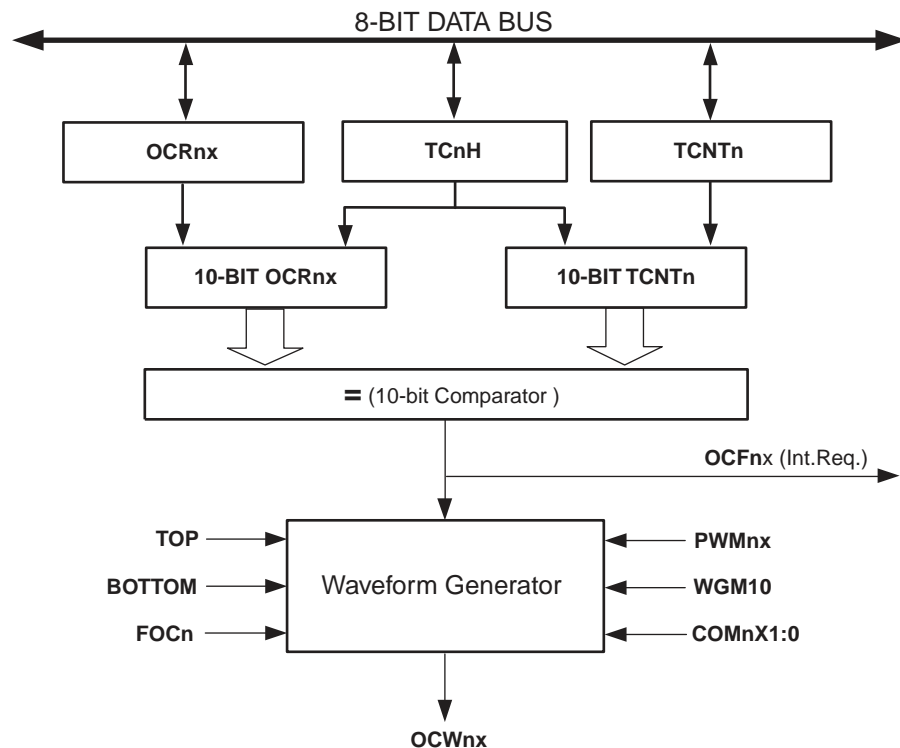 8-BIT DATA BUS
OCRnx
TCnH
TCNTn
10-BIT OCRnx
10-BIT TCNTn
= (10-bit Comparator )
OCFnx (Int.Req.)
TOP
PWMnx
BOTTOM
Waveform Generator
WGM10
FOCn
COMnX1:0
OCWnx